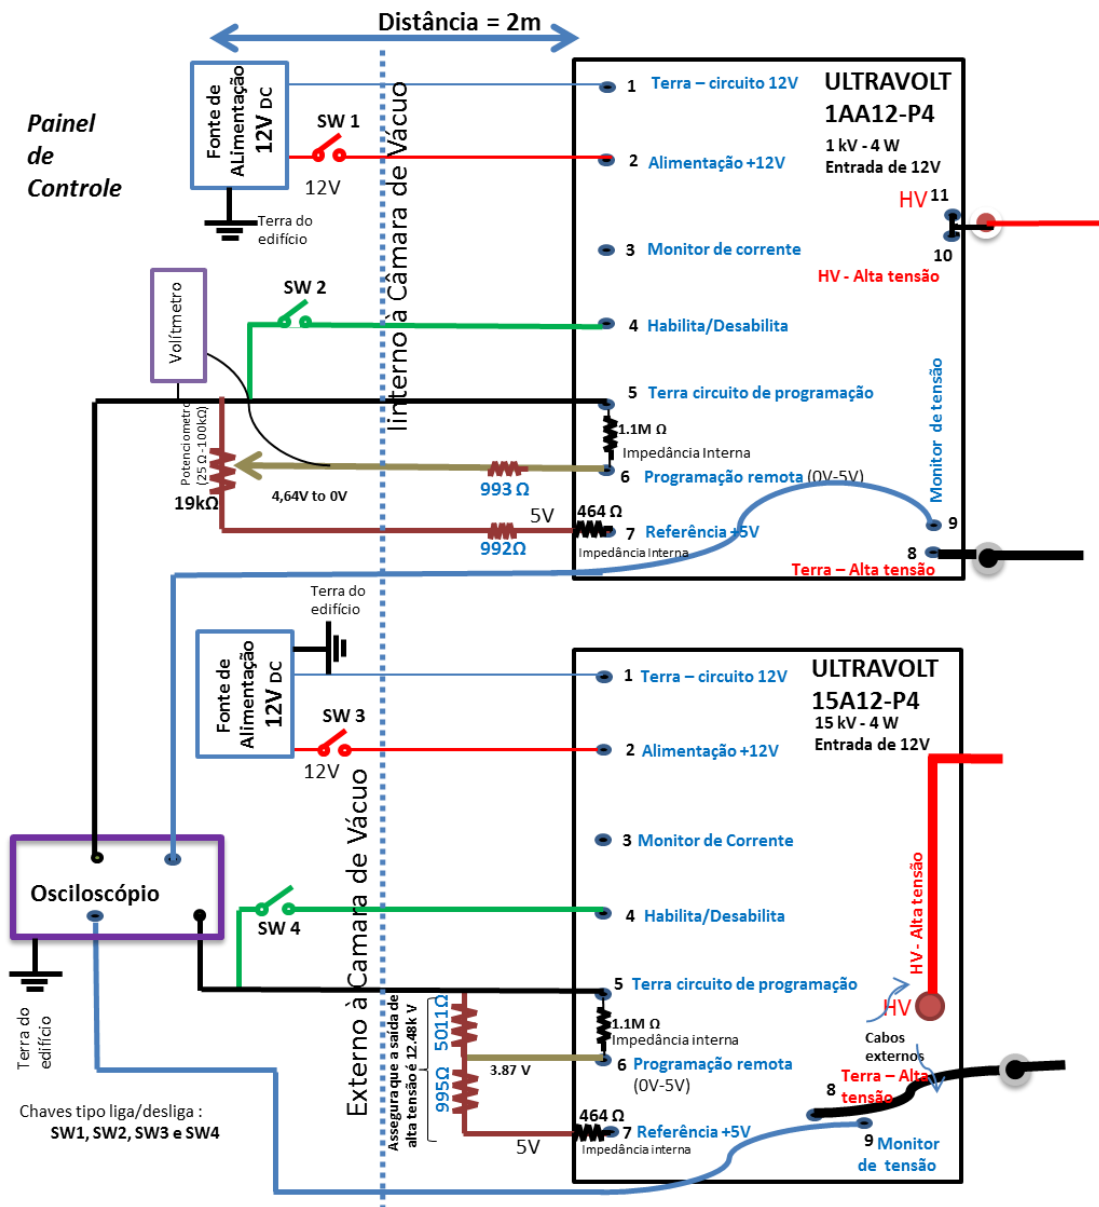 Distância = 2m
Painel
de
Controle
Fonte de
Alimentação
12V DC
SW 1
12V
Terra do
edifício
Iinterno à Câmara de Vácuo
1 Terra – circuito 12V
ULTRAVOLT
1AA12-P4
1 kV - 4 W
Entrada de 12V
2 Alimentação +12V
HV 11
10
HV - Alta tensão
3 Monitor de corrente
SW 2
4 Habilita/Desabilita
Volítmetro
5 Terra circuito de programação
1.1M Ω
Impedância Interna
6 Programação remota (0V-5V)
Potenciometro
(25 Ω -100kΩ)
19kΩ
4,64V to 0V
993 Ω
Monitor de tensão
5V
464 Ω
7 Referência +5V
Impedância Interna
992Ω
9
8
Terra – Alta tensão
Terra do
edifício
Fonte de
Alimentação
12V DC
SW 3
12V
1 Terra – circuito 12V
ULTRAVOLT
15A12-P4
15 kV - 4 W
Entrada de 12V
2 Alimentação +12V
Externo à Camara de Vácuo
3 Monitor de Corrente
HV - Alta tensão
Osciloscópio
SW 4
4 Habilita/Desabilita
Terra do
edifício
5 Terra circuito de programação
HV
1.1M Ω
Impedância interna
Cabos
externos
Assegura que a saída de
alta tensão é 12.48k V
5011Ω
995Ω
3.87 V
6 Programação remota
(0V-5V)
Terra – Alta
tensão
8
Chaves tipo liga/desliga :
SW1, SW2, SW3 e SW4
464 Ω
5V
7 Referência +5V
Impedância interna
9 Monitor
de tensão